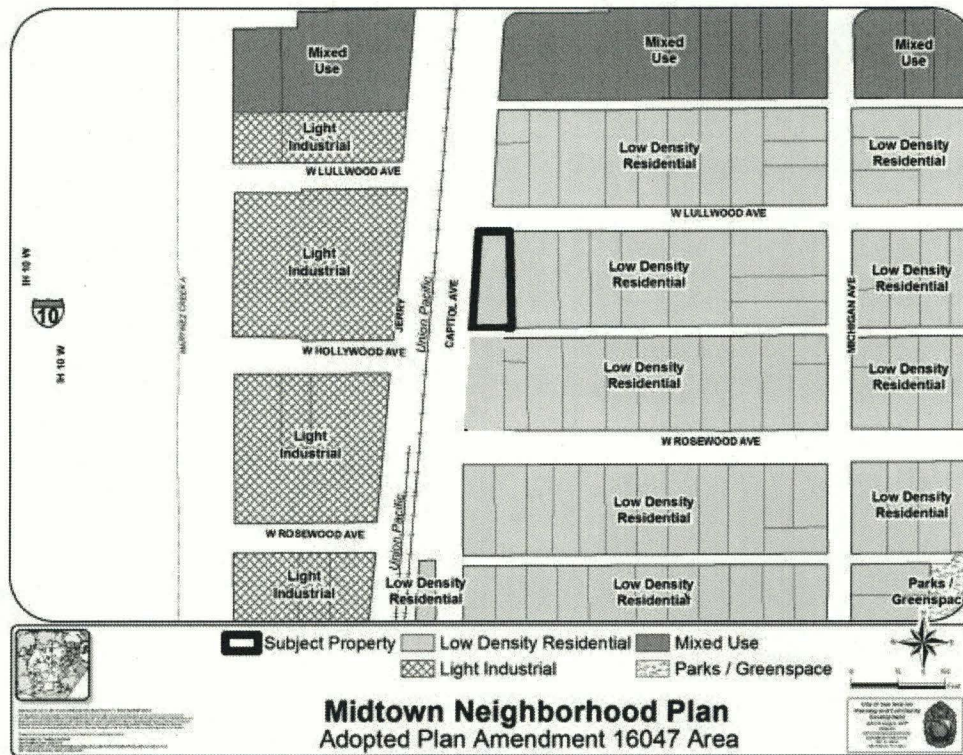 Mixed
Use
Mixed
Use
Mixed
Use
Light
Industrial
Low Density
Residential
Low Density
Residential
W LULLWOOD AVE
W LULLWOOD AVE
IH 10 W
10
IH 10 W
MARTINEZ CREEK A
Light
Industrial
JERRY
Union Pacific
CAPITOL AVE
Low Density
Residential
MICHIGAN AVE
Low Density
Residential
W HOLLYWOOD AVE
Low Density
Residential
Low Density
Residential
Light
Industrial
W ROSEWOOD AVE
Low Density
Residential
Low Density
Residential
W ROSEWOOD AVE
Union Pacific
Light
Industrial
Low Density
Residential
Low Density
Residential
Parks /
Greenspac
Subject Property
Low Density Residential
Mixed Use
Light Industrial
Parks / Greenspace
Midtown Neighborhood Plan
Adopted Plan Amendment 16047 Area